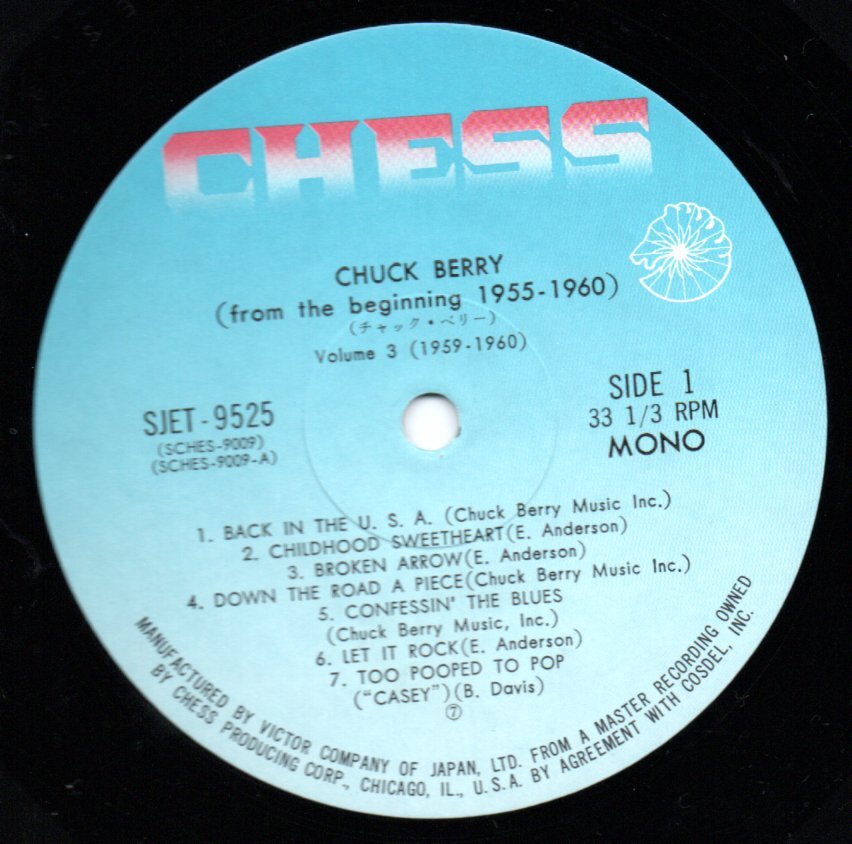 CHESS
CHUCK BERRY
(from the beginning 1955-1960)
(チャック・ベリー)
Volume 3 (1959-1960)
SJET-9525
(SCHES-9009)
(SCHES-9009-A)
SIDE 1
33 1/3 RPM
MONO
1. BACK IN THE U. S. A. (Chuck Berry Music Inc.)
2. CHILDHOOD SWEETHEART(E. Anderson)
3. BROKEN ARROW(E. Anderson)
4. DOWN THE ROAD A PIECE(Chuck Berry Music Inc.)
5. CONFESSIN' THE BLUES
(Chuck Berry Music, Inc.)
6. LET IT ROCK(E. Anderson)
7. TOO POOPED TO POP
("CASEY")(B. Davis)
⑦
MANUFACTURED BY VICTOR COMPANY OF JAPAN, LTD. FROM A MASTER RECORDING OWNED
BY CHESS PRODUCING CORP., CHICAGO, IL., U.S.A. BY AGREEMENT WITH COSDEL, INC.